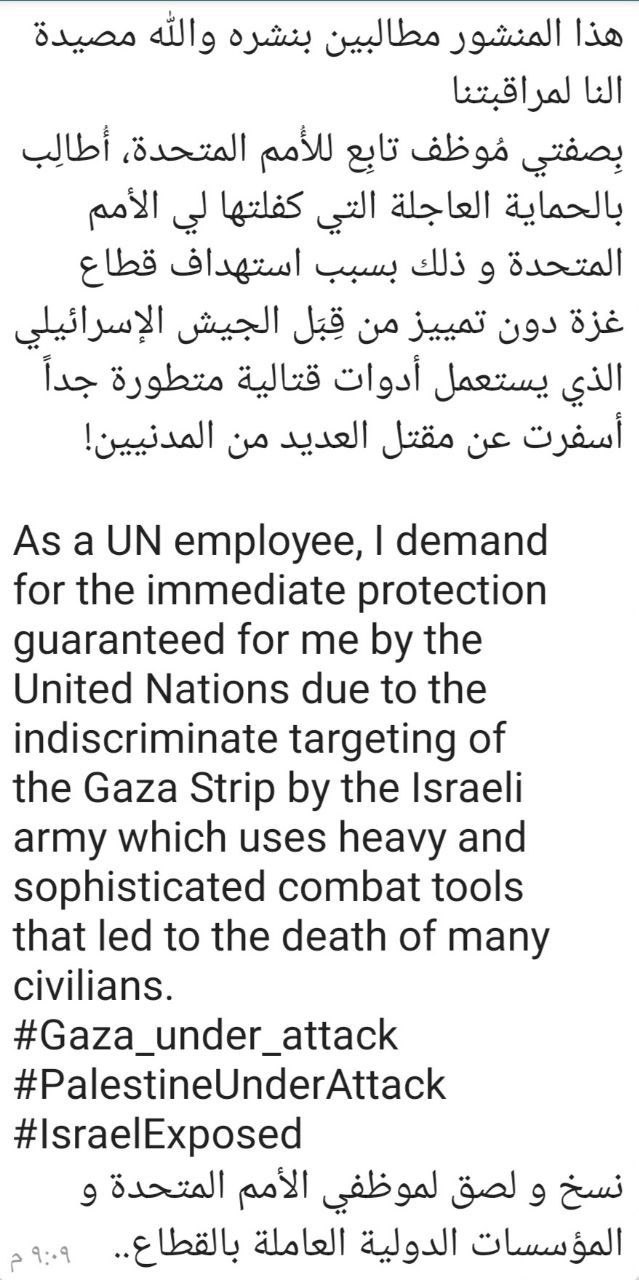 هذا المنشور مطالبين بنشره والله مصيدة
النا لمراقبتنا
بِصفتي مُوظف تابِع للأُمم المتحدة، أُطالِب
بالحماية العاجلة التي كفلتها لي الأمم
المتحدة و ذلك بسبب استهداف قطاع
غزة دون تمييز من قِبَل الجيش الإسرائيلي
الذي يستعمل أدوات قتالية متطورة جداً
أسفرت عن مقتل العديد من المدنيين!
As a UN employee, I demand
for the immediate protection
guaranteed for me by the
United Nations due to the
indiscriminate targeting of
the Gaza Strip by the Israeli
army which uses heavy and
sophisticated combat tools
that led to the death of many
civilians.
#Gaza_under_attack
#PalestineUnderAttack
#IsraelExposed
نسخ و لصق لموظفي الأمم المتحدة و
المؤسسات الدولية العاملة بالقطاع..
٩:٠٩ م